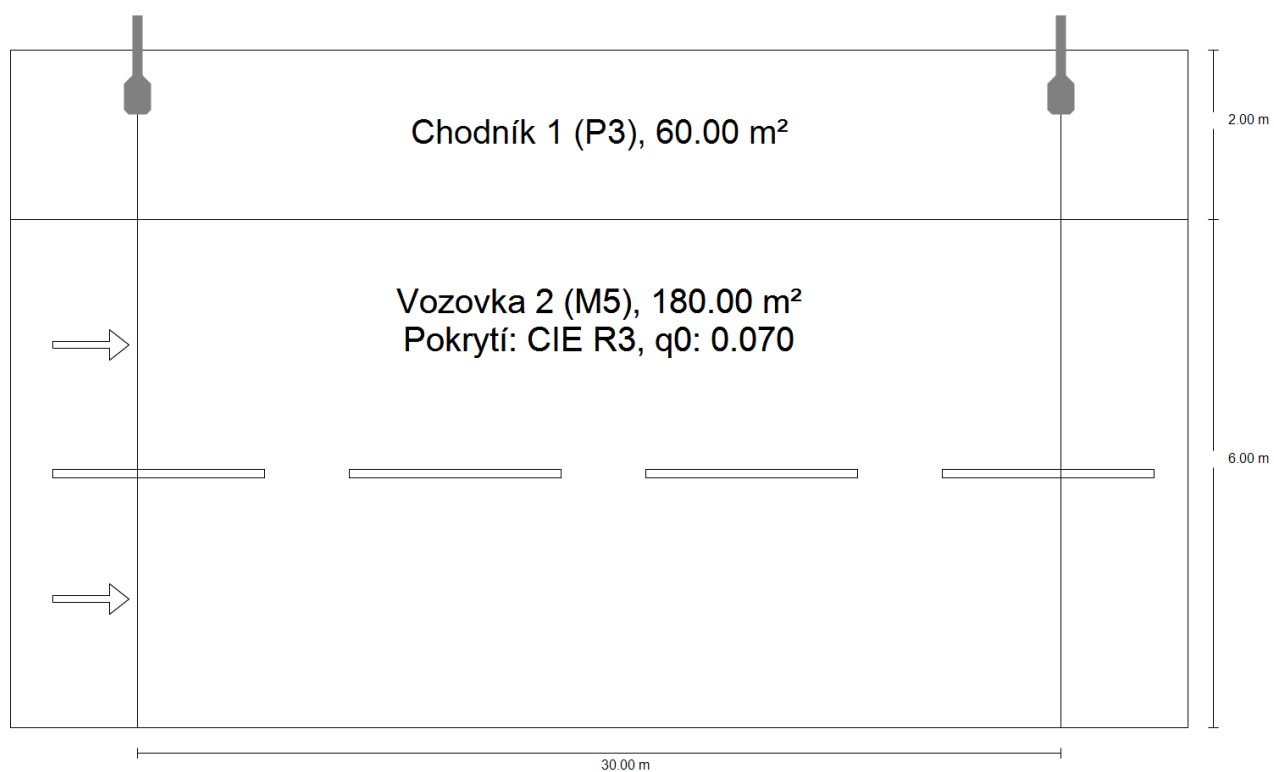 Chodník 1 (P3), 60.00 m²
2.00 m
Vozovka 2 (M5), 180.00 m²
Pokrytí: CIE R3, q0: 0.070
6.00 m
30.00 m